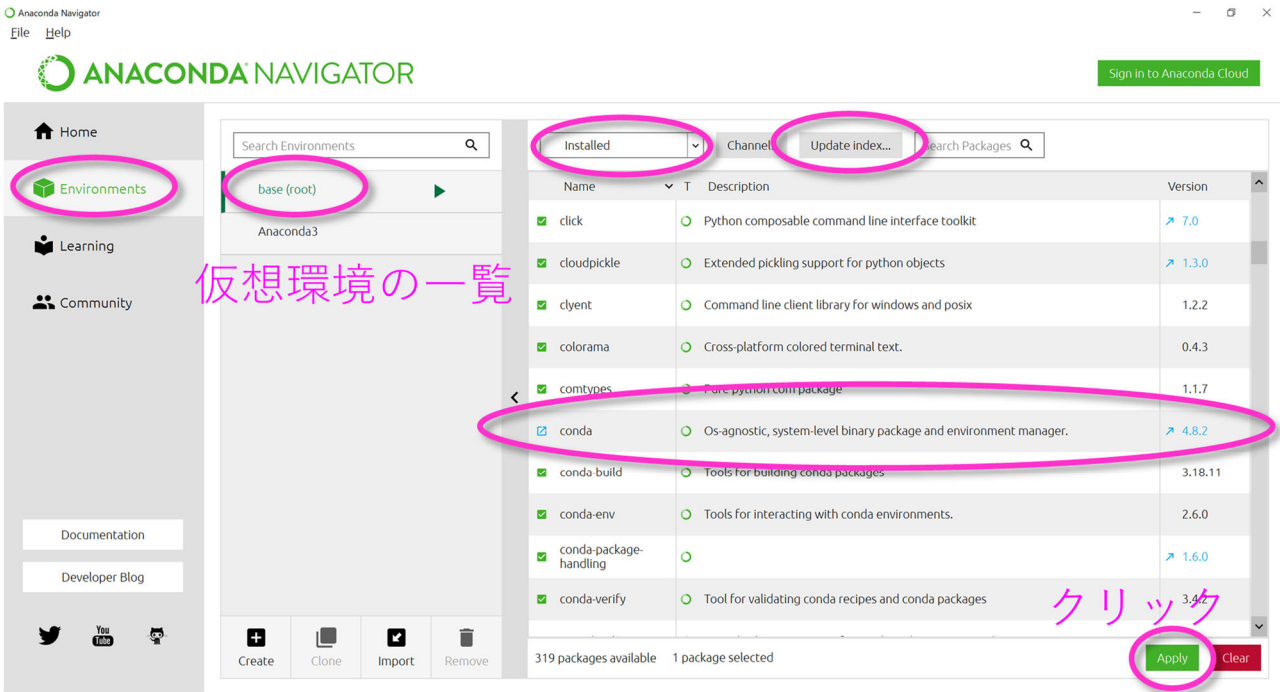 Anaconda Navigator
File Help
ANACONDA NAVIGATOR
Sign in to Anaconda Cloud
Home
Environments
Learning
Community
Documentation
Developer Blog
You
Tube
Search Environments
base (root)
Anaconda3
仮想環境の一覧
Create Clone Import Remove
Installed Channel Update index... Search Packages
Name T Description Version
click Python composable command line interface toolkit 7.0
cloudpickle Extended pickling support for python objects 1.3.0
clyent Command line client library for windows and posix 1.2.2
colorama Cross-platform colored terminal text. 0.4.3
comtypes Pure python com package 1.1.7
conda Os-agnostic, system-level binary package and environment manager. 4.8.2
conda-build Tools for building conda packages 3.18.11
conda-env Tools for interacting with conda environments. 2.6.0
conda-package-
handling 1.6.0
conda-verify Tool for validating conda recipes and conda packages 3.4.2
クリック
319 packages available 1 package selected Apply Clear